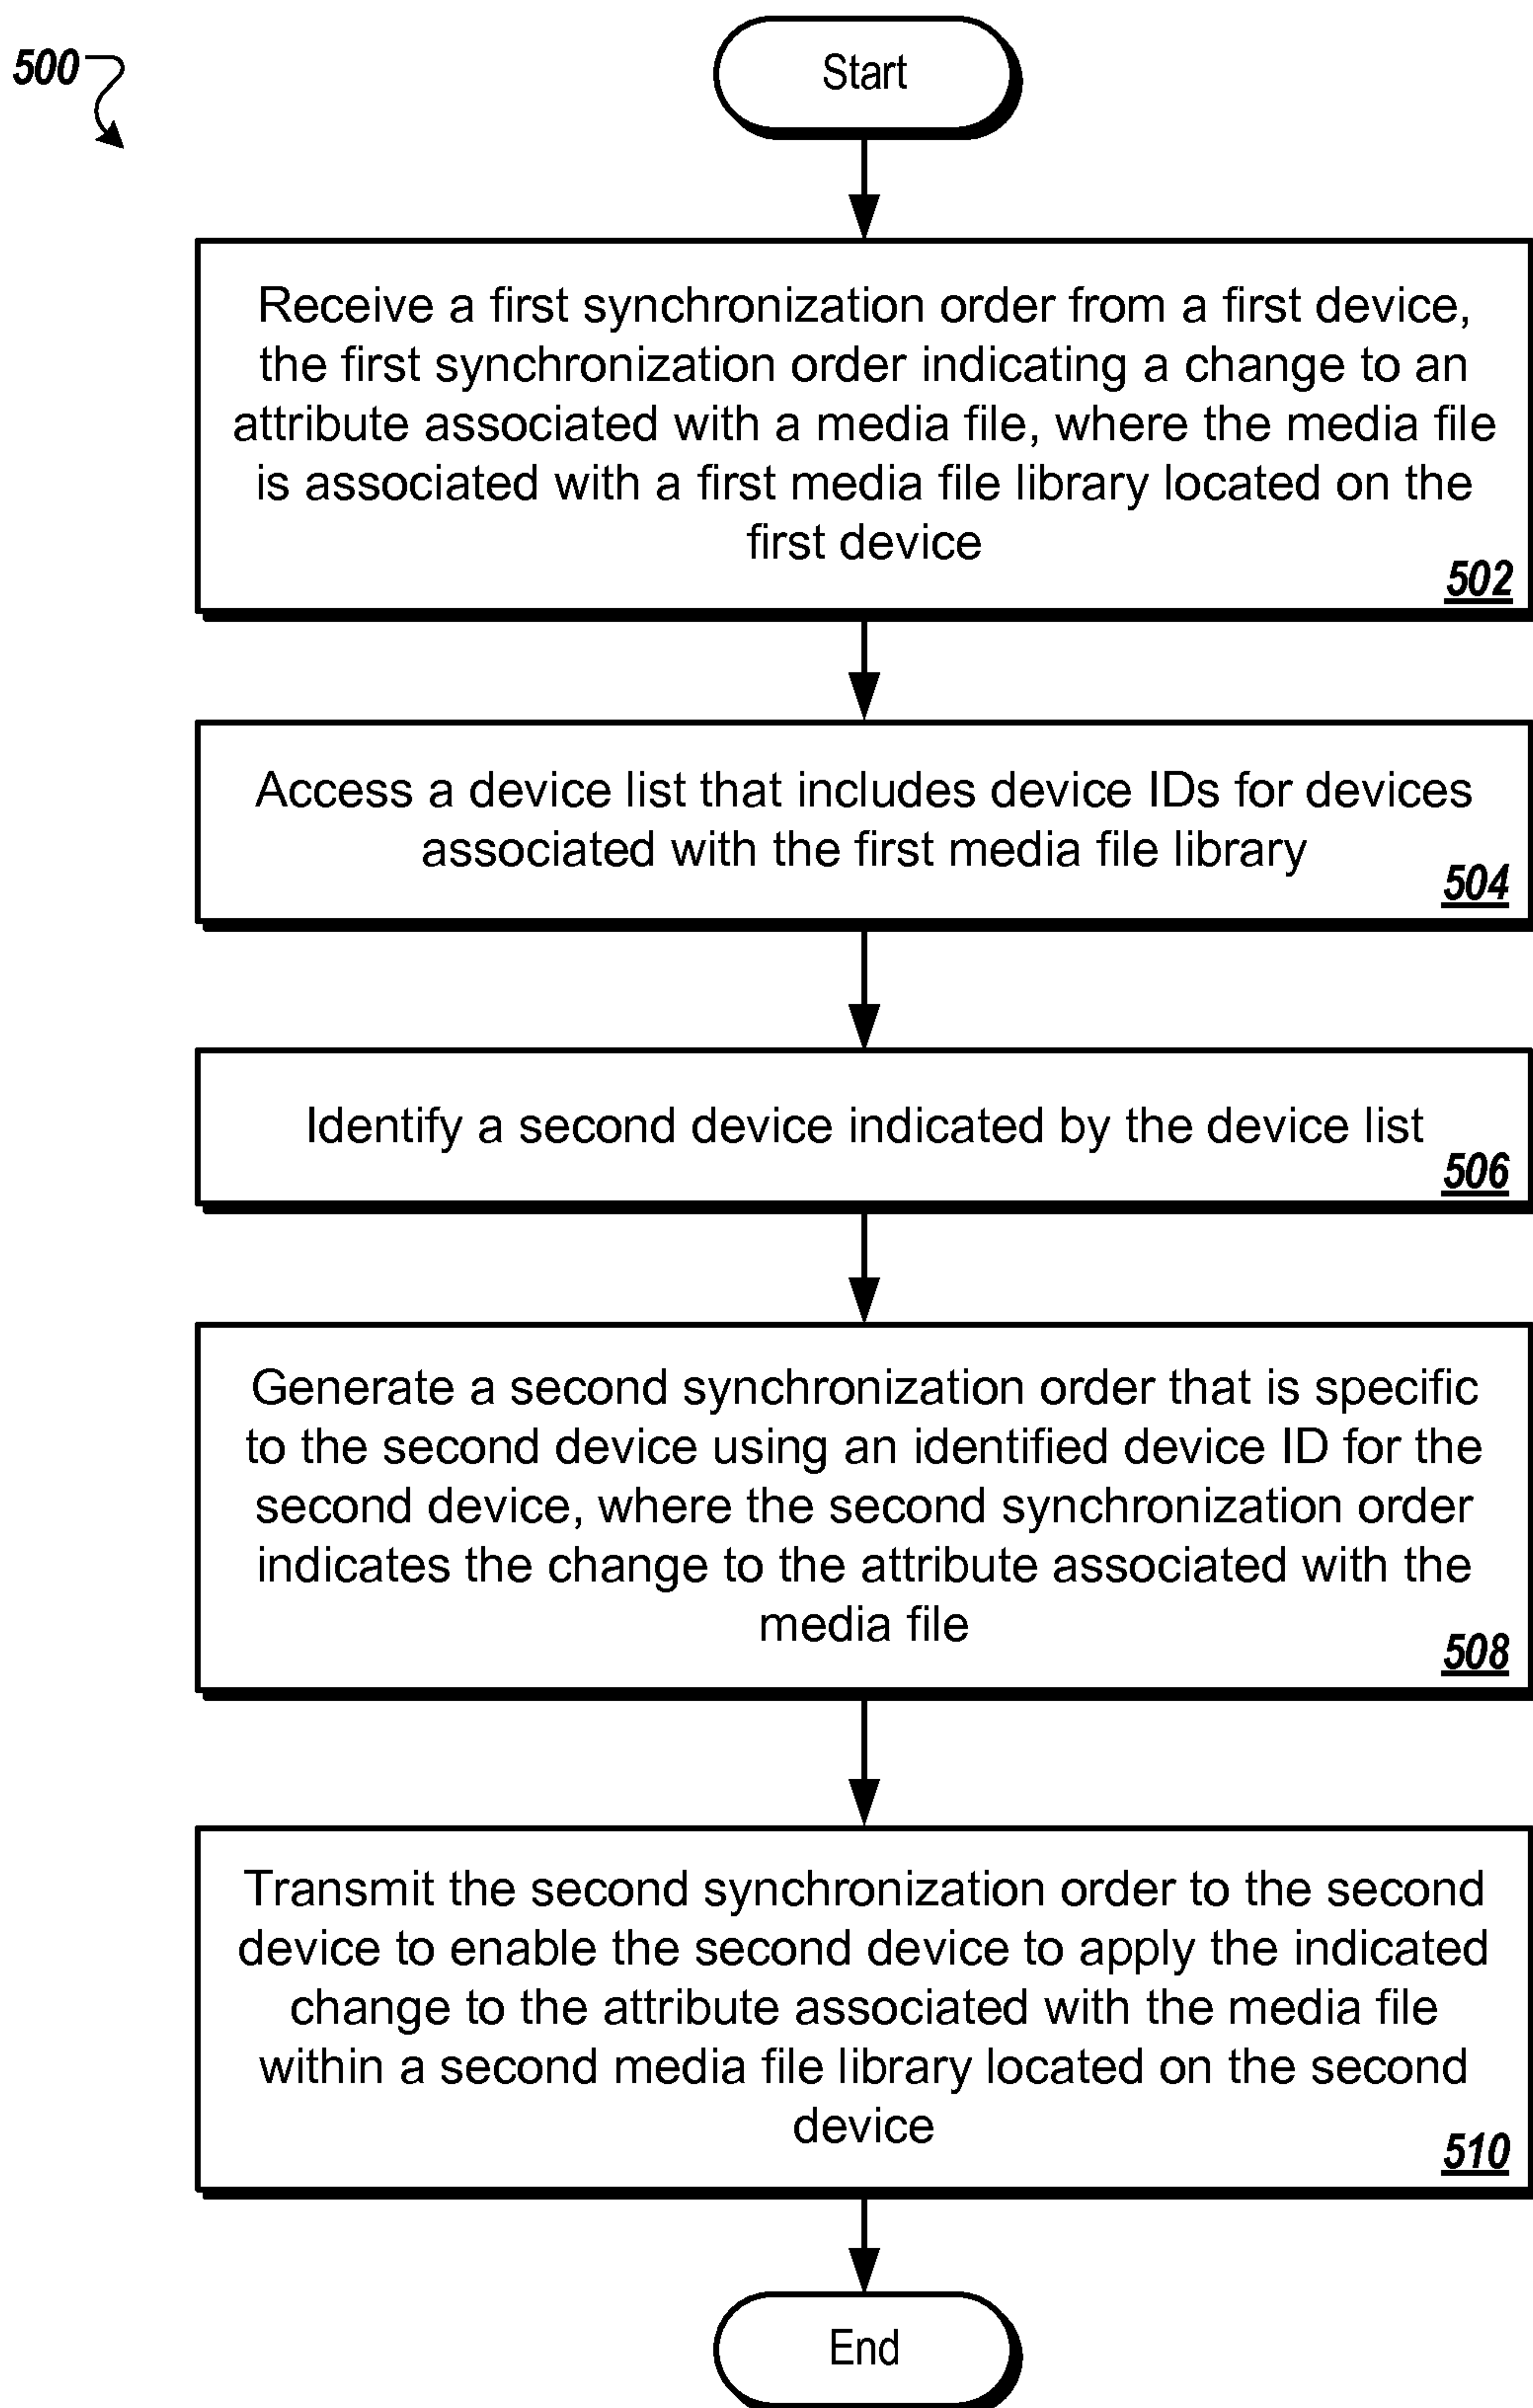 500
Start
Receive a first synchronization order from a first device,
the first synchronization order indicating a change to an
attribute associated with a media file, where the media file
is associated with a first media file library located on the
first device
502
Access a device list that includes device IDs for devices
associated with the first media file library
504
Identify a second device indicated by the device list
506
Generate a second synchronization order that is specific
to the second device using an identified device ID for the
second device, where the second synchronization order
indicates the change to the attribute associated with the
media file
508
Transmit the second synchronization order to the second
device to enable the second device to apply the indicated
change to the attribute associated with the media file
within a second media file library located on the second
device
510
End